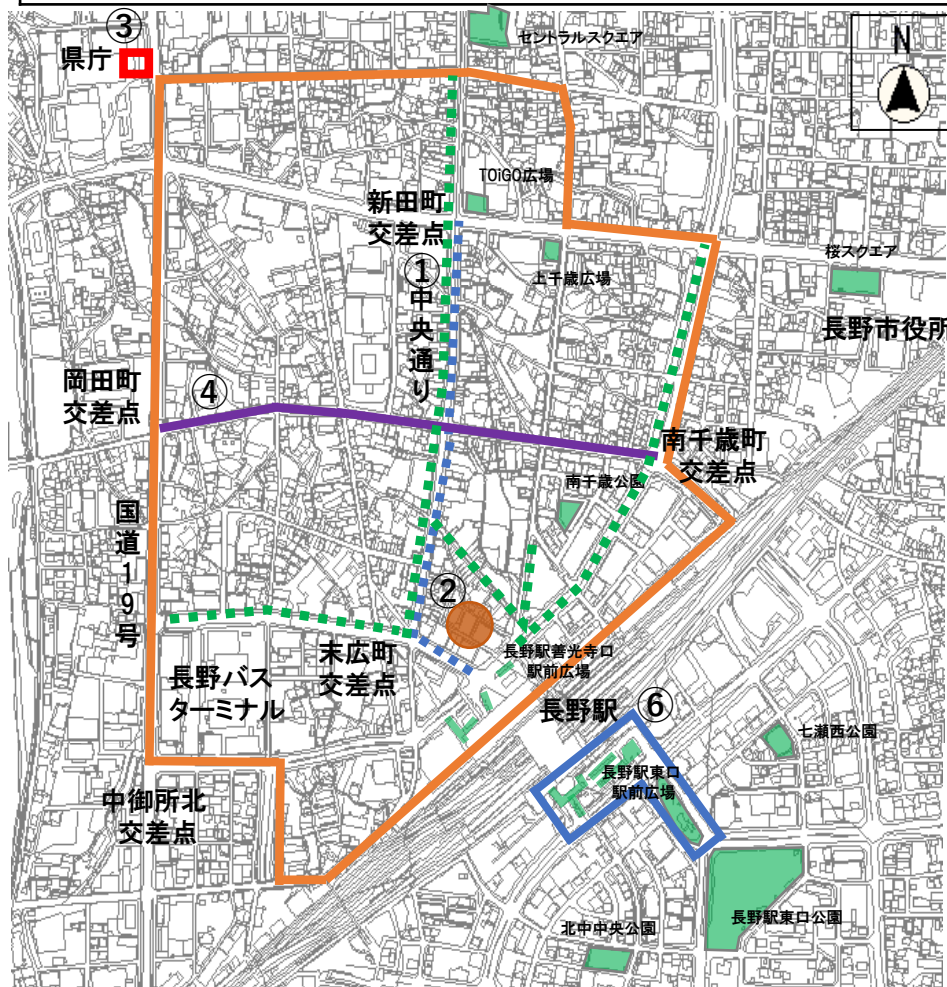 ③
県庁
セントラルスクエア
N
TOiGO広場
新田町
交差点
①
中央通り
上千歳広場
桜スクエア
長野市役所
岡田町
交差点
④
南千歳町
交差点
南千歳公園
国道19号
②
末広町
交差点
長野駅善光寺口
駅前広場
長野バス
ターミナル
長野駅
⑥
七瀬西公園
長野駅東口
駅前広場
中御所北
交差点
長野駅東口公園
北中中央公園